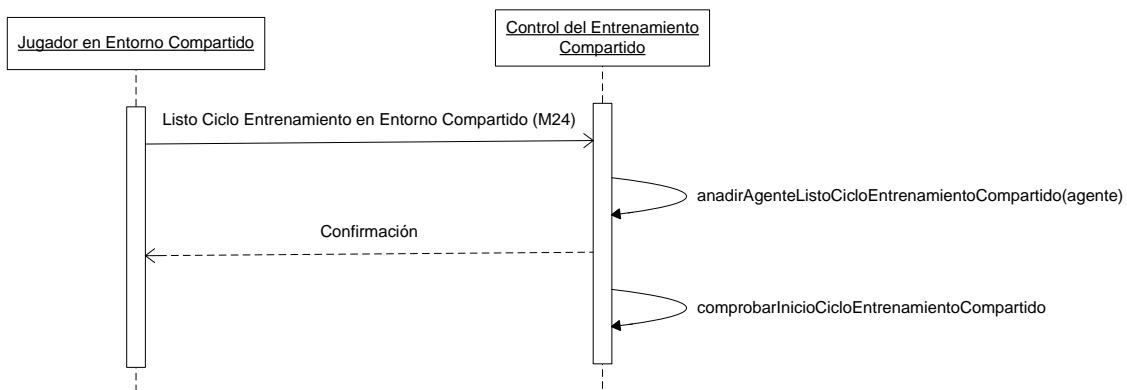 Jugador en Entorno Compartido
Control del Entrenamiento
Compartido
Listo Ciclo Entrenamiento en Entorno Compartido (M24)
anadirAgenteListoCicloEntrenamientoCompartido(agente)
Confirmación
comprobarInicioCicloEntrenamientoCompartido